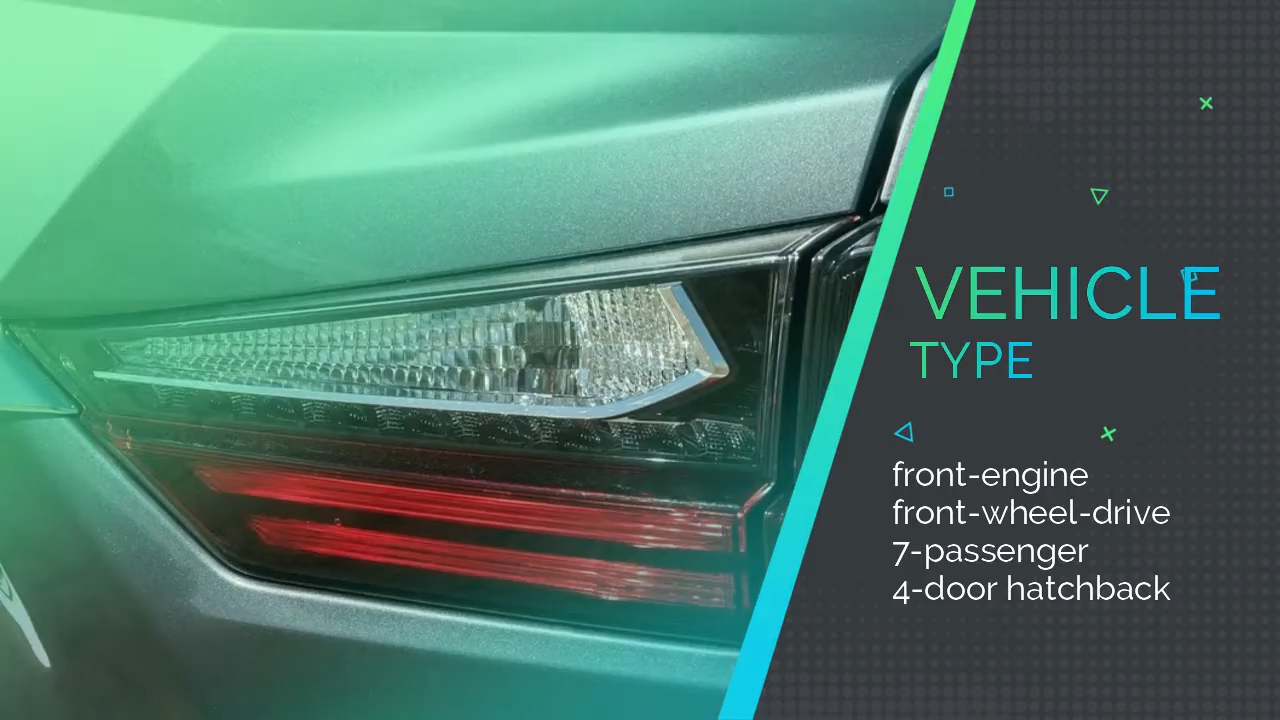 VEHICLE
TYPE
front-engine
front-wheel-drive
7-passenger
4-door hatchback